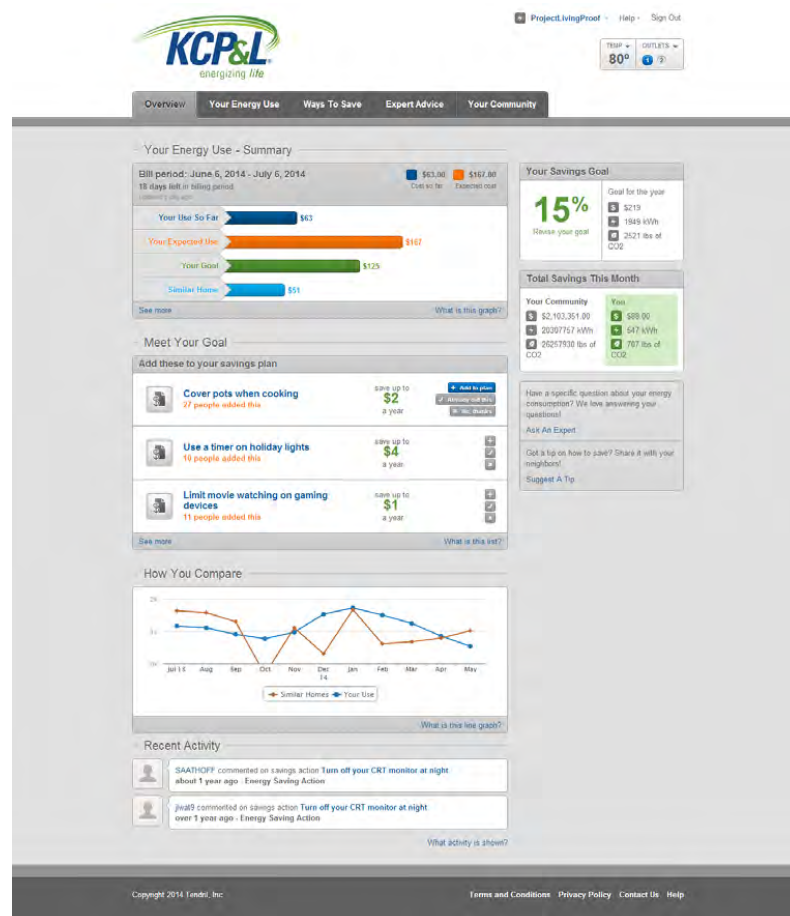 ProjectLivingProof
Help
Sign Out
KCP&L
energizing life
TEMP
OUTLETS
80°
Overview
Your Energy Use
Ways To Save
Expert Advice
Your Community
Your Energy Use - Summary
Bill period: June 6, 2014 - July 6, 2014
18 days left in billing period
$63.00
Cost so far
$167.00
Expected cost
Your Use So Far
$63
Your Expected Use
$167
Your Goal
$125
Similar Home
$51
See more
What is this graph?
Your Savings Goal
15%
Revise your goal
Goal for the year
$219
1949 kWh
2521 lbs of
CO2
Total Savings This Month
Your Community
$2,103,351.00
20307757 kWh
26257930 lbs of
CO2
You
$88.00
647 kWh
707 lbs of
CO2
Have a specific question about your energy
consumption? We love answering your
questions!
Ask An Expert
Got a tip on how to save? Share it with your
neighbors!
Suggest A Tip
Meet Your Goal
Add these to your savings plan
Cover pots when cooking
27 people added this
save up to
$2
a year
Add to plan
Already did this
No, thanks
Use a timer on holiday lights
10 people added this
save up to
$4
a year
Limit movie watching on gaming
devices
11 people added this
save up to
$1
a year
See more
What is this list?
How You Compare
Jul 13 Aug Sep Oct Nov Dec Jan Feb Mar Apr May
14
Similar Homes Your Use
What is this line graph?
Recent Activity
SAATHOFF commented on savings action Turn off your CRT monitor at night
about 1 year ago - Energy Saving Action
jwat9 commented on savings action Turn off your CRT monitor at night
over 1 year ago - Energy Saving Action
What activity is shown?
Copyright 2014 Tendril, Inc
Terms and Conditions Privacy Policy Contact Us Help